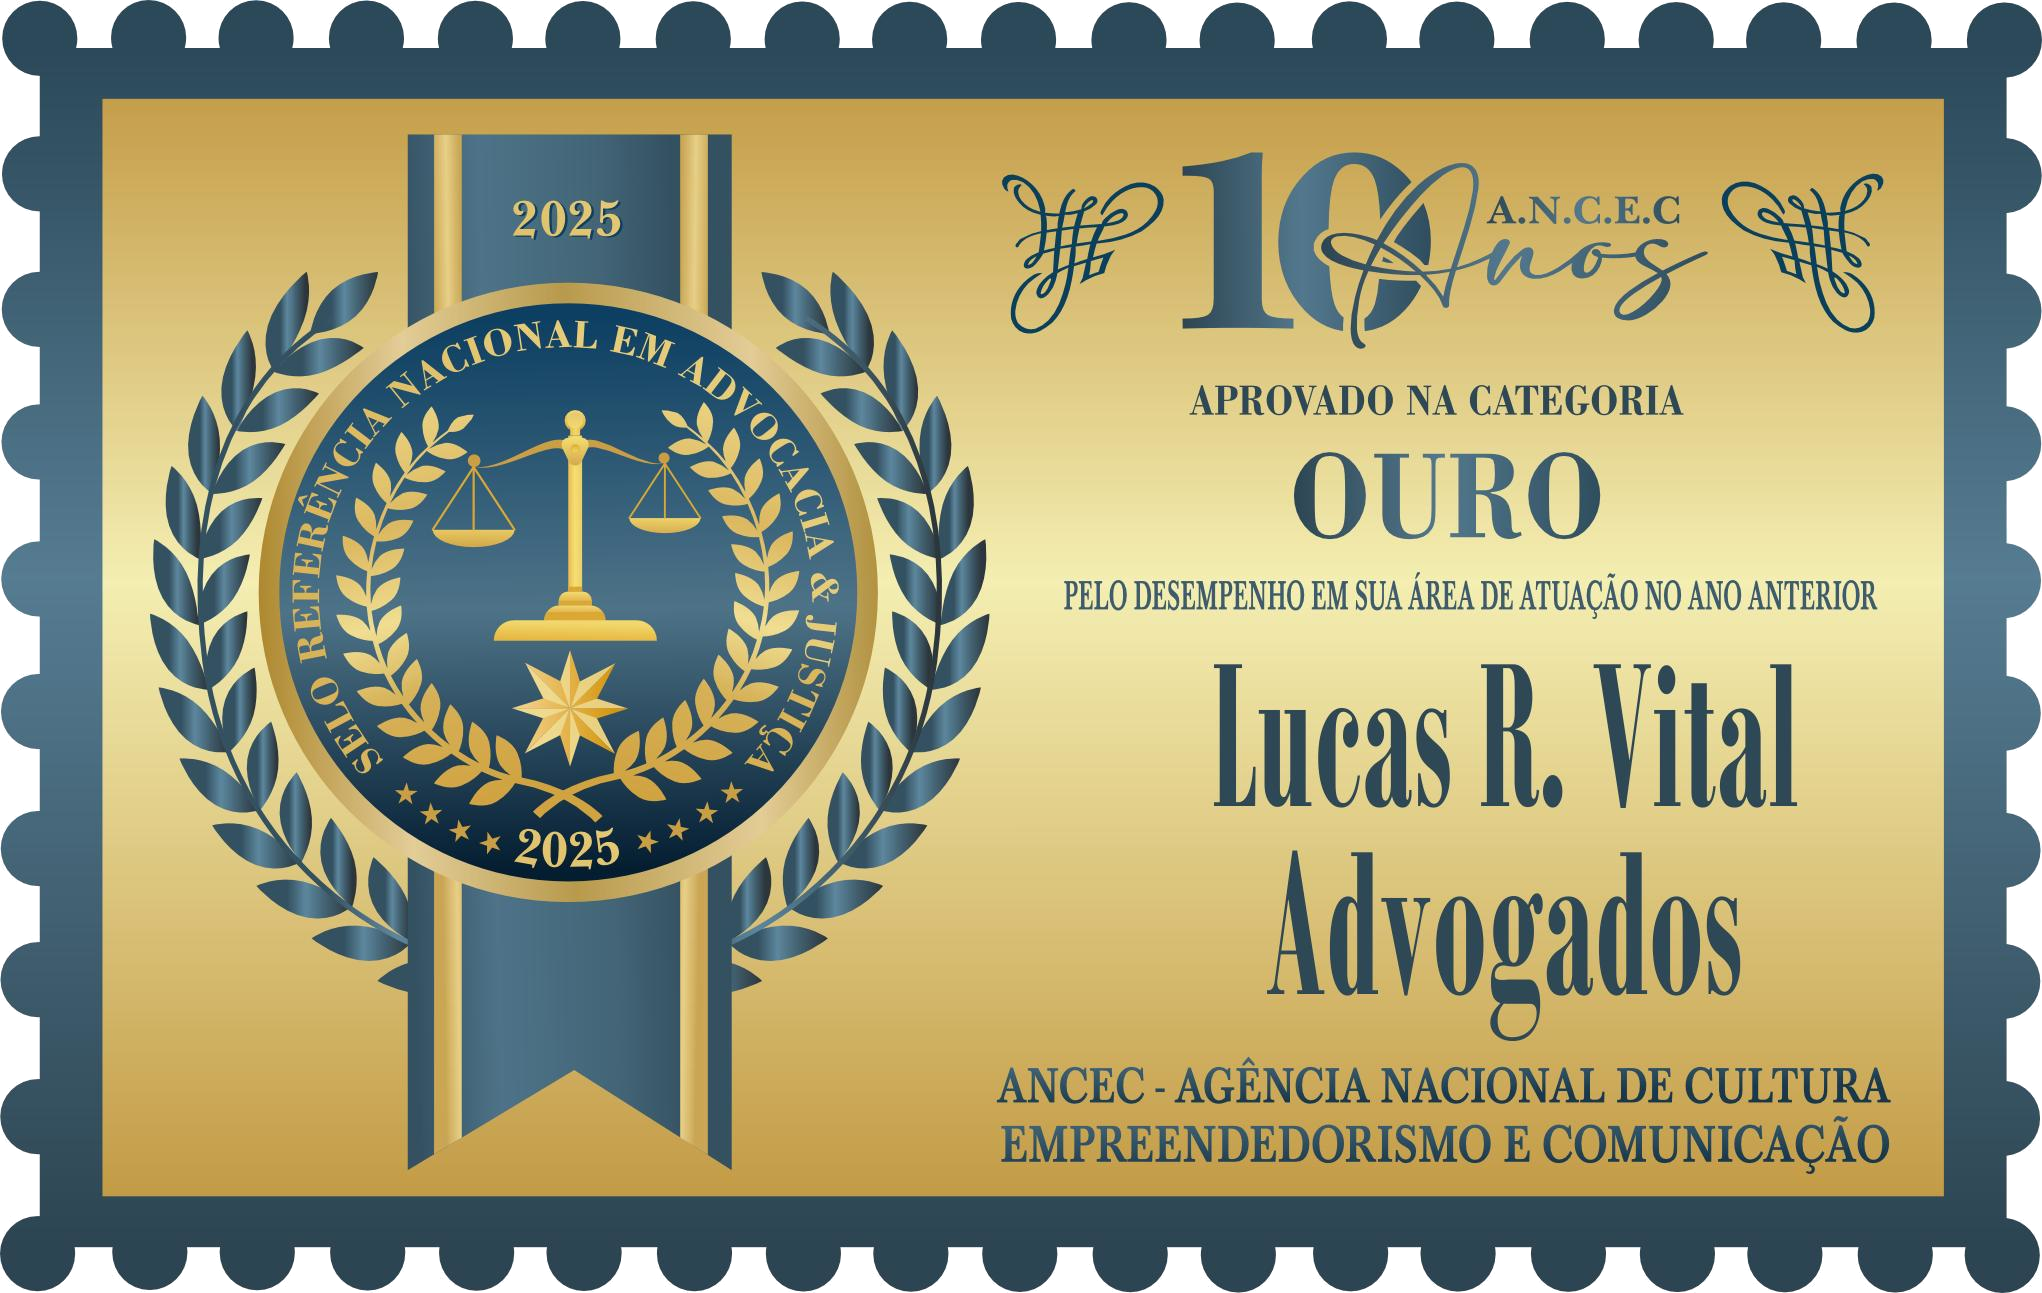 2025
SELO REFERÊNCIA NACIONAL EM ADVOCACIA & JUSTIÇA
2025
10 Anos
A.N.C.E.C
APROVADO NA CATEGORIA
OURO
PELO DESEMPENHO EM SUA ÁREA DE ATUAÇÃO NO ANO ANTERIOR
Lucas R. Vital
Advogados
ANCEC - AGÊNCIA NACIONAL DE CULTURA
EMPREENDEDORISMO E COMUNICAÇÃO